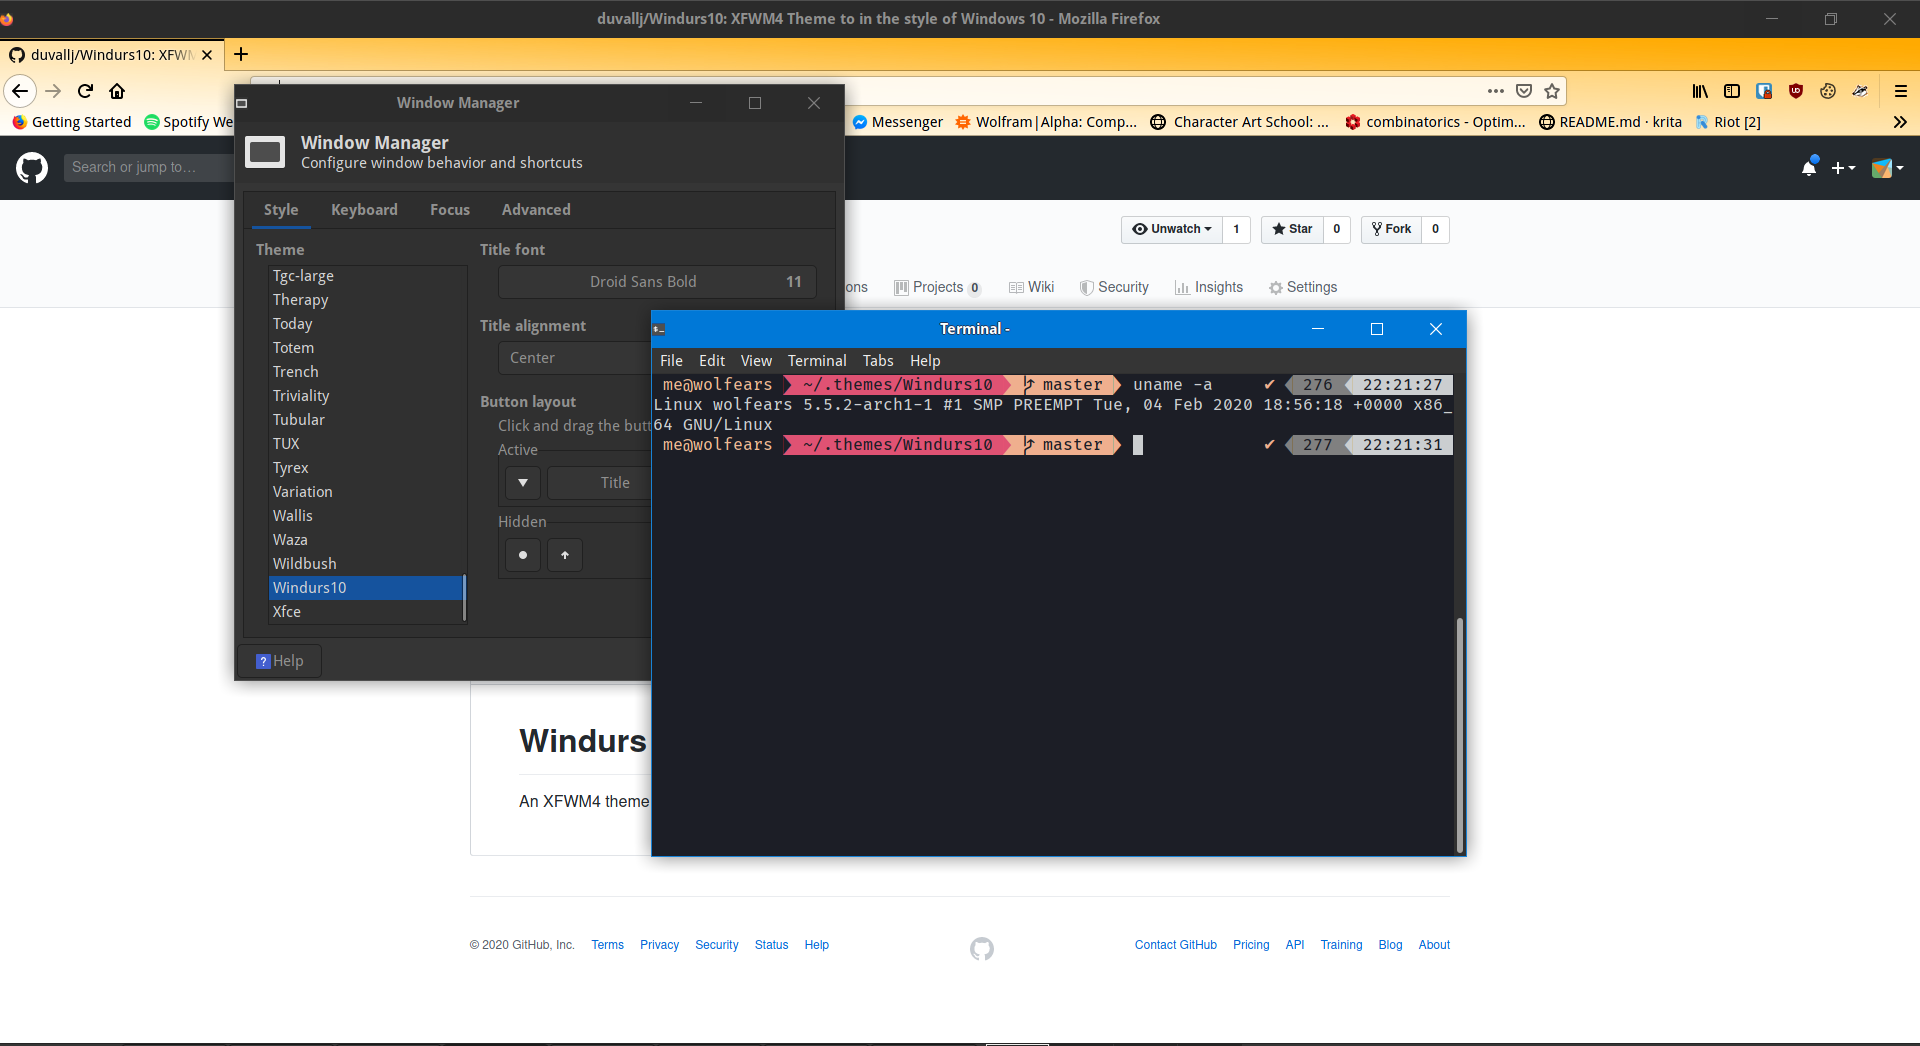 duvallj/Windurs10: XFWM4 Theme to in the style of Windows 10 - Mozilla Firefox
duvallj/Windurs10: XFWM
Getting Started Spotify We Messenger Wolfram|Alpha: Comp... Character Art School: ... combinatorics - Optim... README.md · krita Riot [2]
Search or jump to...
Unwatch 1 Star 0 Fork 0
ons Projects 0 Wiki Security Insights Settings
Window Manager
Window Manager
Configure window behavior and shortcuts
Style Keyboard Focus Advanced
Theme
Tgc-large
Therapy
Today
Totem
Trench
Triviality
Tubular
TUX
Tyrex
Variation
Wallis
Waza
Wildbush
Windurs10
Xfce
Title font
Droid Sans Bold 11
Title alignment
Center
Button layout
Click and drag the butt
Active
Title
Hidden
? Help
Terminal -
File Edit View Terminal Tabs Help
me@wolfears ~/.themes/Windurs10 master uname -a ✔ 276 22:21:27
Linux wolfears 5.5.2-arch1-1 #1 SMP PREEMPT Tue, 04 Feb 2020 18:56:18 +0000 x86_
64 GNU/Linux
me@wolfears ~/.themes/Windurs10 master ✔ 277 22:21:31
Windurs
An XFWM4 theme
© 2020 GitHub, Inc. Terms Privacy Security Status Help Contact GitHub Pricing API Training Blog About